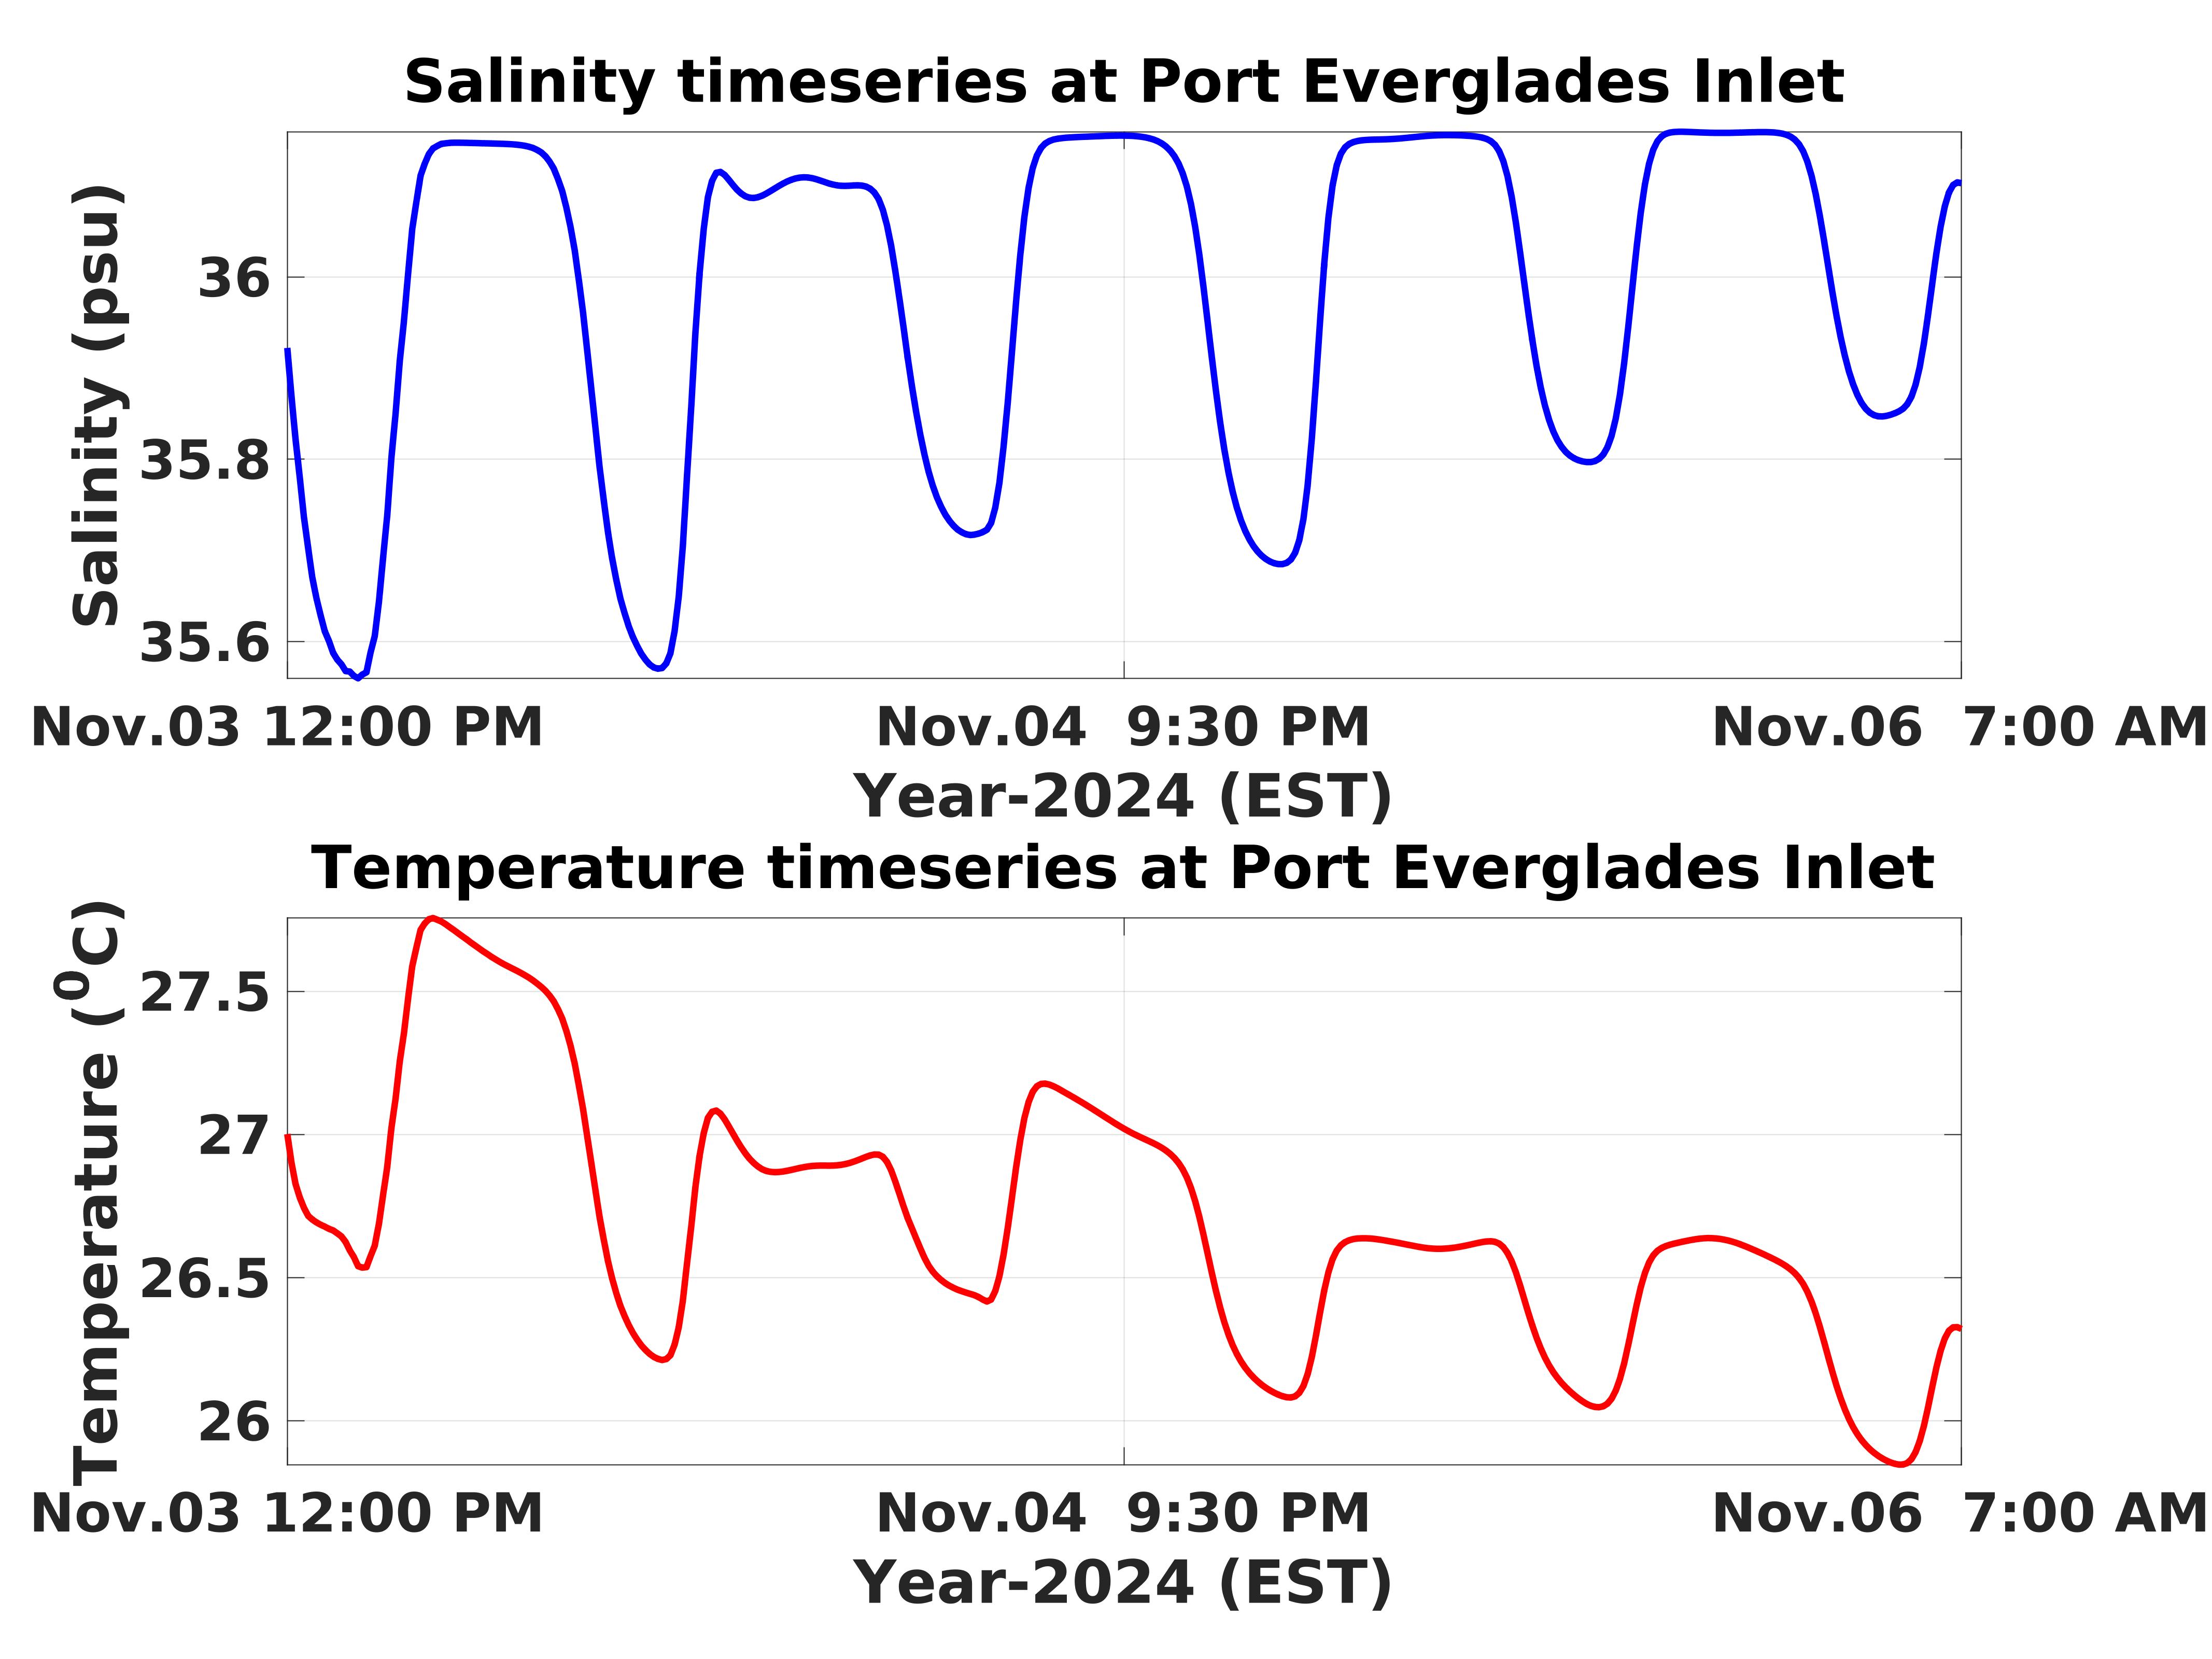 Salinity timeseries at Port Everglades Inlet
Salinity (psu)
36
35.8
35.6
Nov.03 12:00 PM
Nov.04  9:30 PM
Nov.06  7:00 AM
Year-2024 (EST)
Temperature timeseries at Port Everglades Inlet
Temperature (⁰C)
27.5
27
26.5
26
Nov.03 12:00 PM
Nov.04  9:30 PM
Nov.06  7:00 AM
Year-2024 (EST)